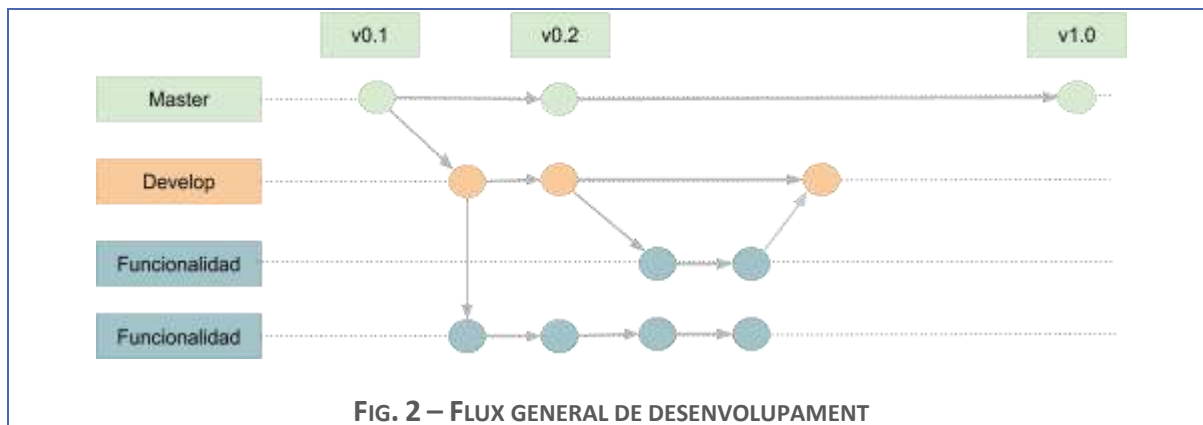 v0.1 v0.2 v1.0
Master
Develop
Funcionalidad
Funcionalidad
FIG. 2 – FLUX GENERAL DE DESENVOLUPAMENT